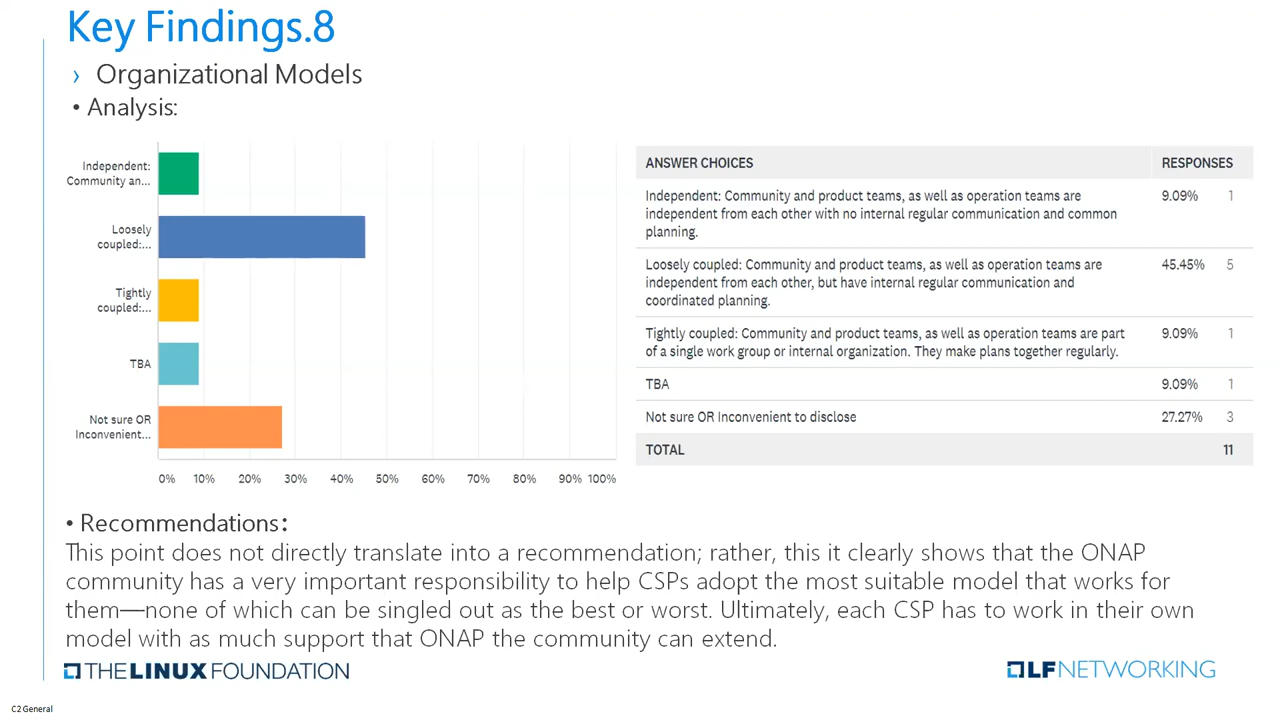 Key Findings.8
› Organizational Models
• Analysis:
Independent:
Community an...
Loosely
coupled:...
Tightly
coupled:...
TBA
Not sure OR
Inconvenient...
0% 10% 20% 30% 40% 50% 60% 70% 80% 90% 100%
ANSWER CHOICES RESPONSES
Independent: Community and product teams, as well as operation teams are 9.09% 1
independent from each other with no internal regular communication and common
planning.
Loosely coupled: Community and product teams, as well as operation teams are 45.45% 5
independent from each other, but have internal regular communication and
coordinated planning.
Tightly coupled: Community and product teams, as well as operation teams are part 9.09% 1
of a single work group or internal organization. They make plans together regularly.
TBA 9.09% 1
Not sure OR Inconvenient to disclose 27.27% 3
TOTAL 11
• Recommendations：
This point does not directly translate into a recommendation; rather, this it clearly shows that the ONAP
community has a very important responsibility to help CSPs adopt the most suitable model that works for
them—none of which can be singled out as the best or worst. Ultimately, each CSP has to work in their own
model with as much support that ONAP the community can extend.
THE LINUX FOUNDATION
LF NETWORKING
C2 General